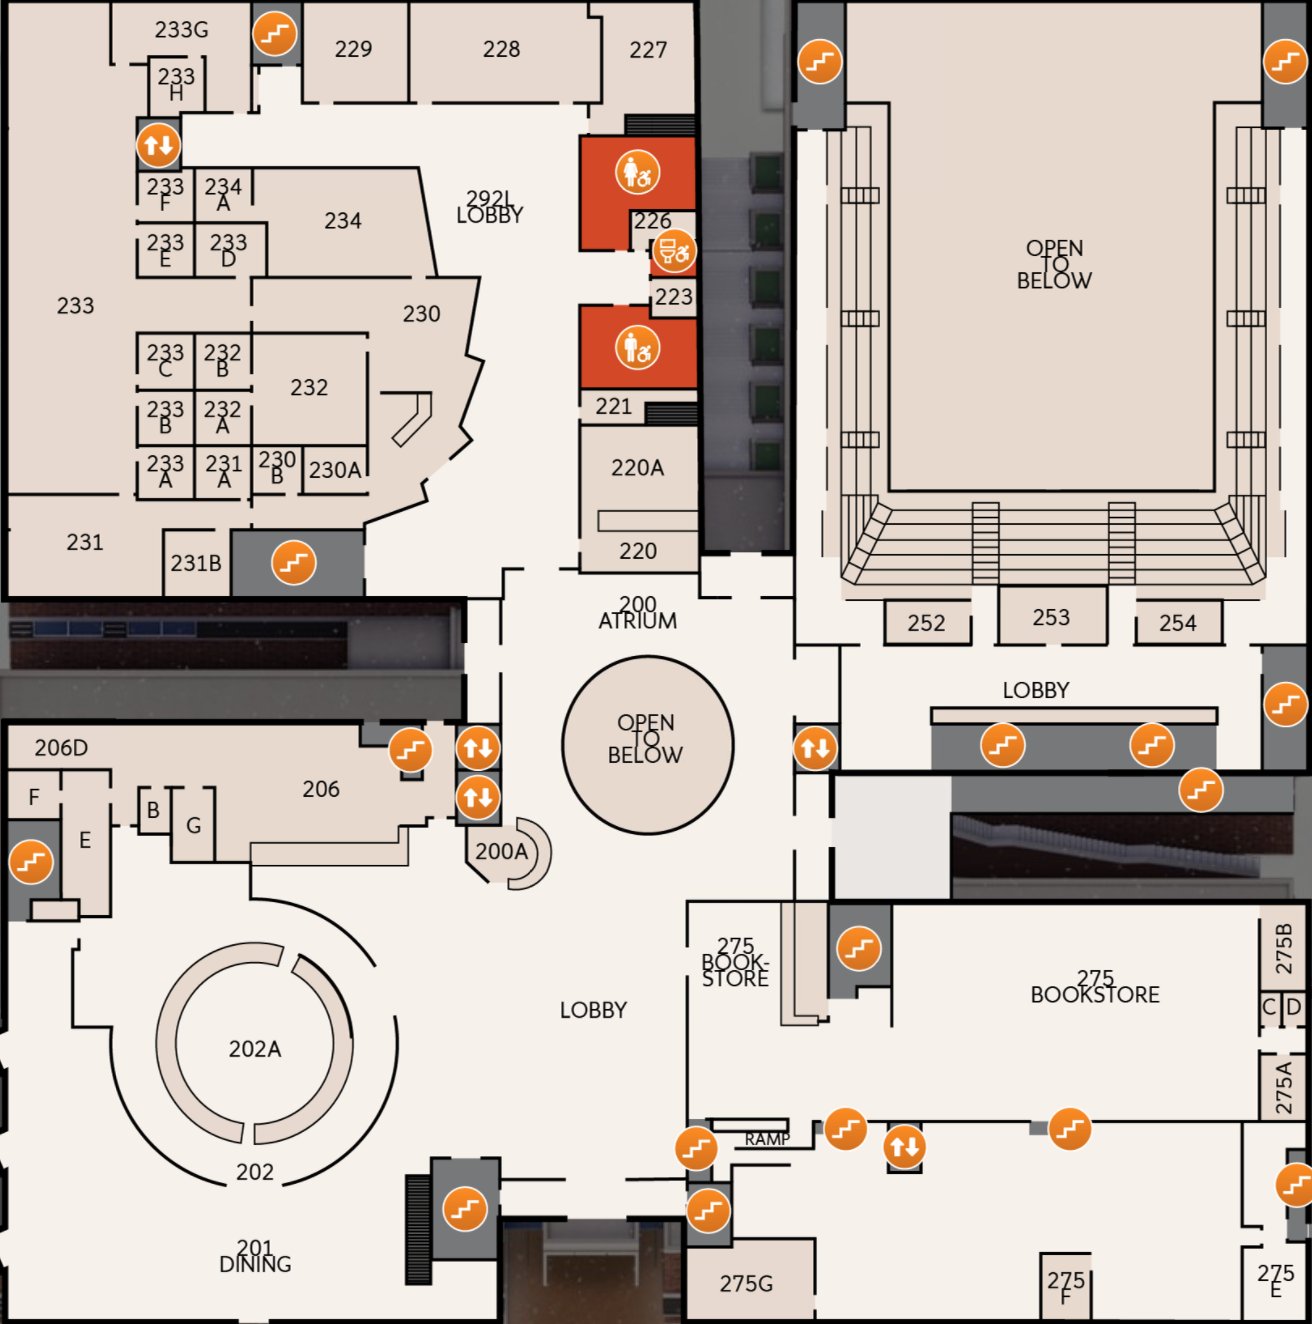 233G
229
228
227
233
H
233
F
234
A
234
292L
LOBBY
226
233
E
233
D
223
233
230
233
C
232
B
232
221
233
B
232
A
220A
233
A
231
A
230
B
230A
231
231B
220
OPEN
TO
BELOW
252
253
254
200
ATRIUM
LOBBY
OPEN
TO
BELOW
206D
206
F
B
G
E
200A
275
BOOK-
STORE
275
BOOKSTORE
275B
C
D
275A
LOBBY
202A
RAMP
202
201
DINING
275G
275
F
275
E